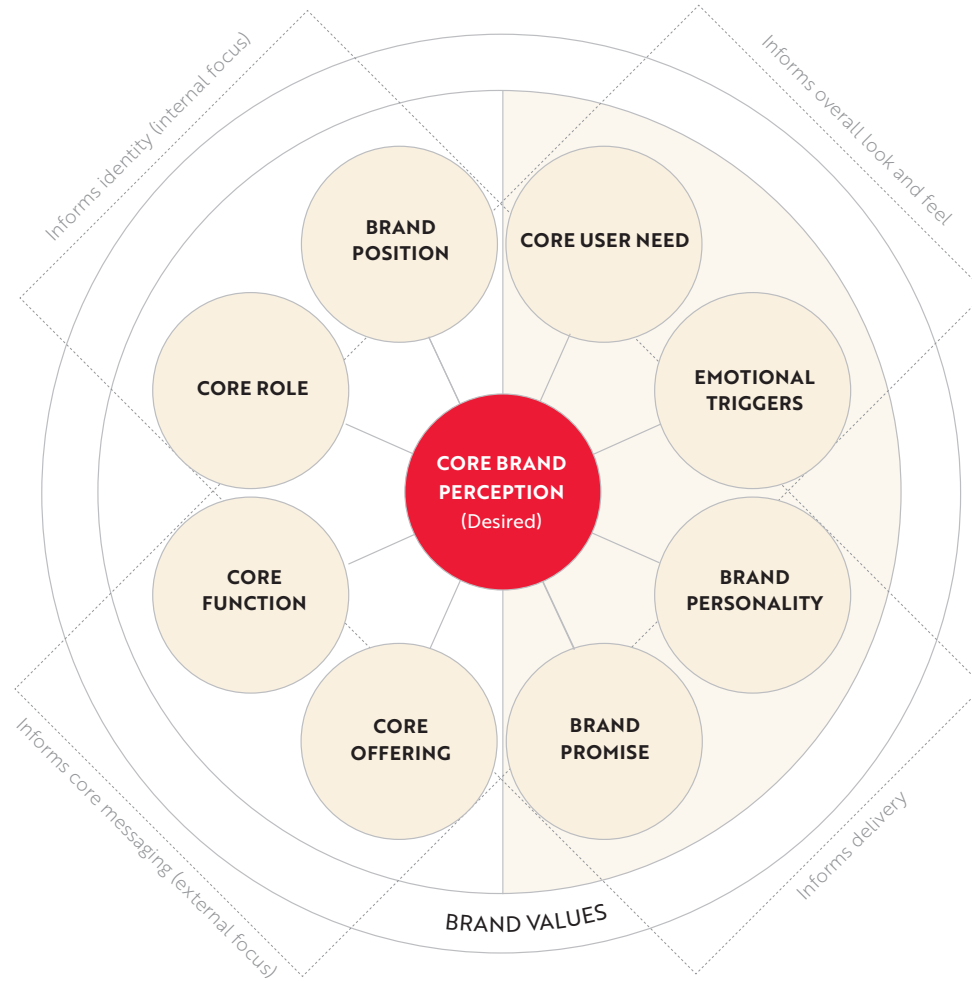 Informs identity (internal focus)
Informs overall look and feel
BRAND
POSITION
CORE USER NEED
CORE ROLE
EMOTIONAL
TRIGGERS
CORE BRAND
PERCEPTION
(Desired)
CORE
FUNCTION
BRAND
PERSONALITY
CORE
OFFERING
BRAND
PROMISE
Informs core messaging (external focus)
Informs delivery
BRAND VALUES